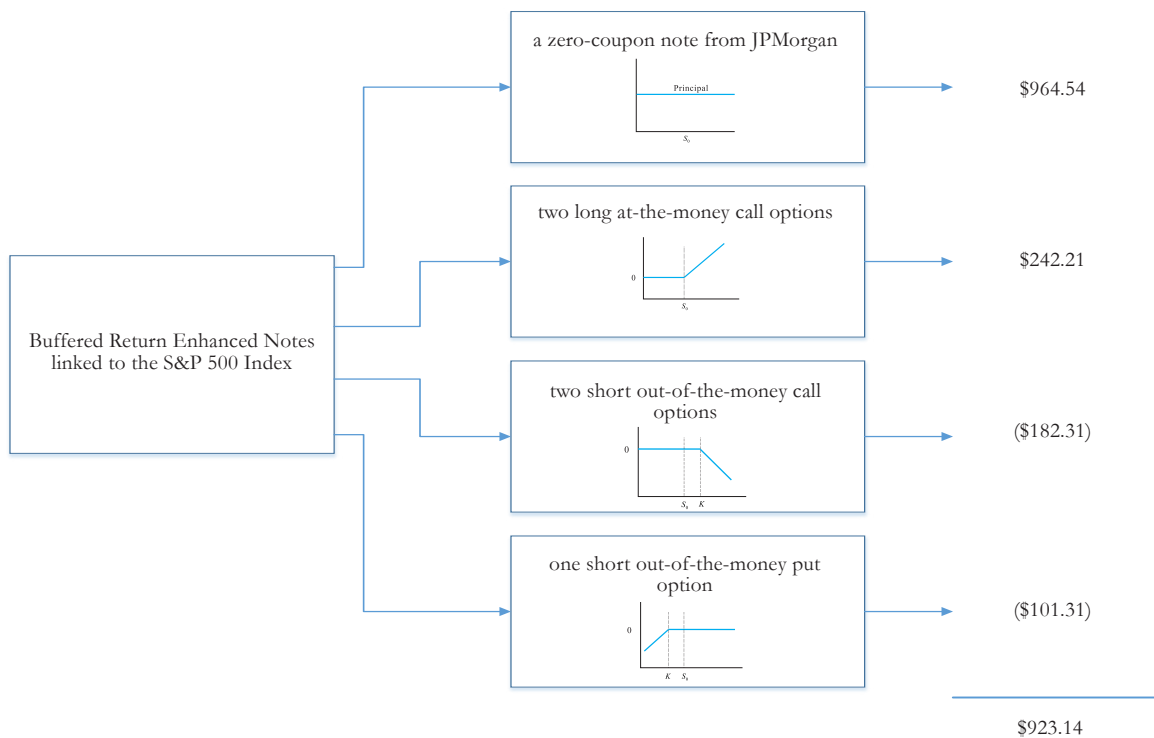 a zero-coupon note from JPMorgan
Principal
S₀
$964.54
two long at-the-money call options
0
S₀
$242.21
Buffered Return Enhanced Notes
linked to the S&P 500 Index
two short out-of-the-money call
options
0
S₀ K
($182.31)
one short out-of-the-money put
option
0
K S₀
($101.31)
$923.14